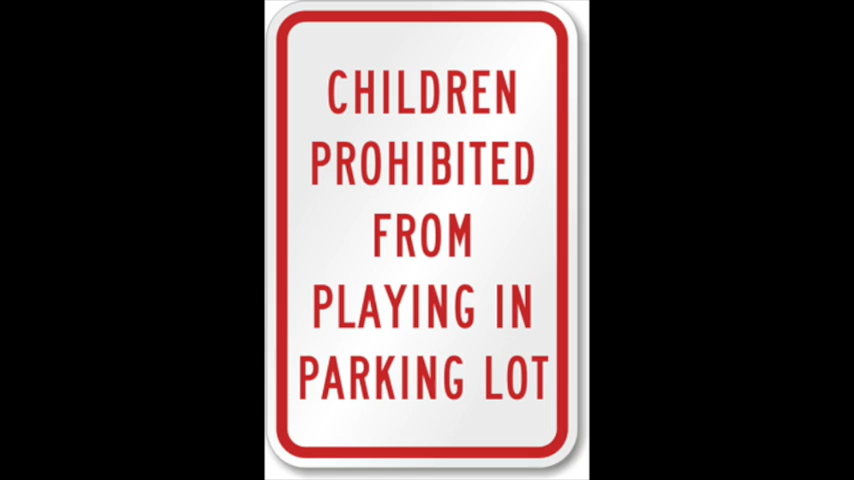 CHILDREN
PROHIBITED
FROM
PLAYING IN
PARKING LOT